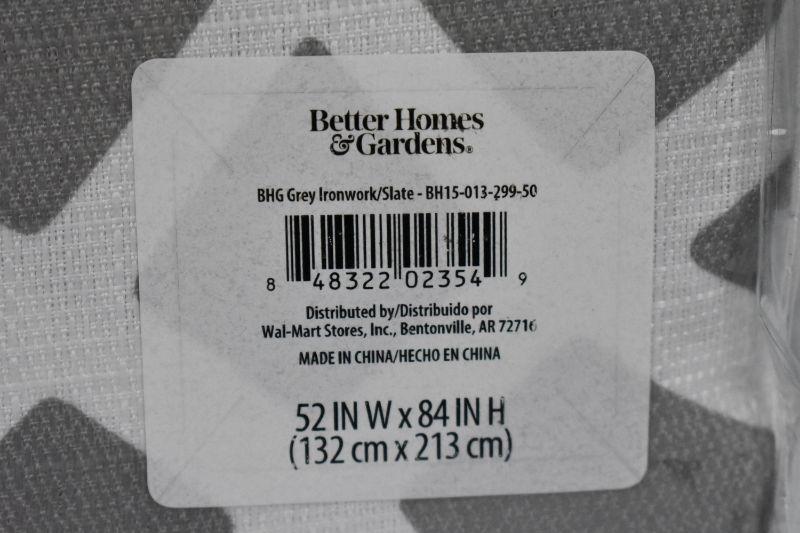 Better Homes
&Gardens®
BHG Grey Ironwork/Slate - BH15-013-299-50
8 48322 02354 9
Distributed by/Distribuido por
Wal-Mart Stores, Inc., Bentonville, AR 72716
MADE IN CHINA/HECHO EN CHINA
52 IN W x 84 IN H
(132 cm x 213 cm)